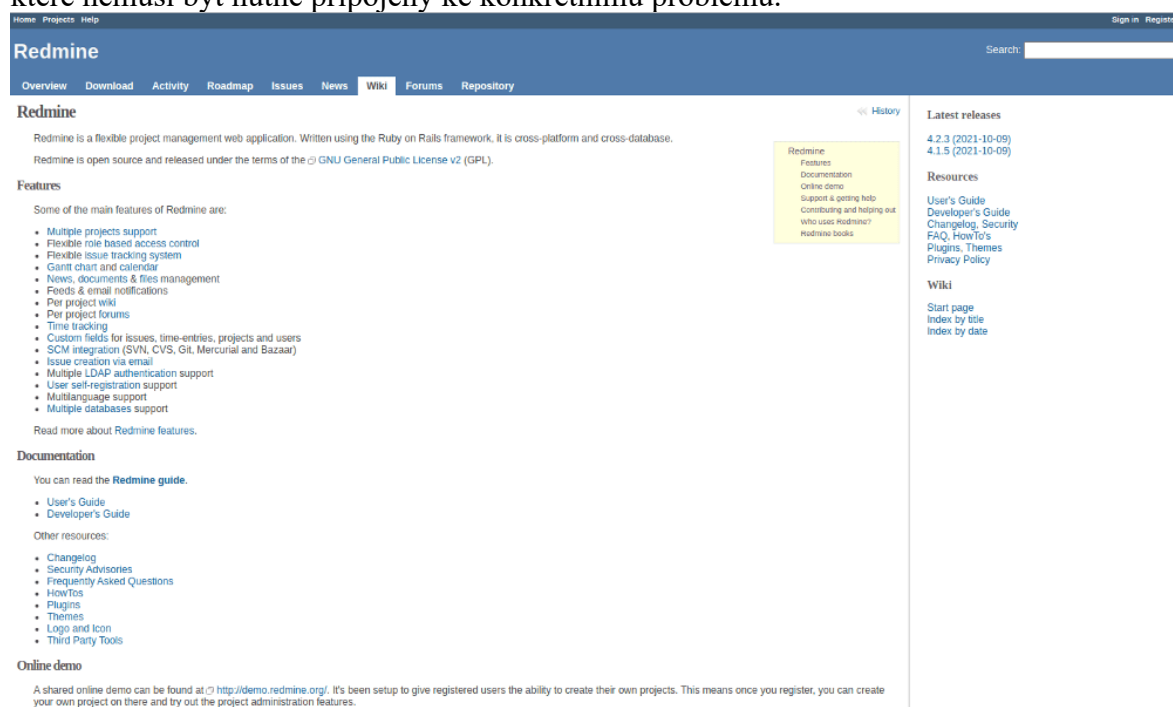 které nemusí být nutně připojeny ke konkrétnímu problému.
Home Projects Help
Sign in Registe
Redmine
Search:
Overview Download Activity Roadmap Issues News Wiki Forums Repository
Redmine
History
Redmine is a flexible project management web application. Written using the Ruby on Rails framework, it is cross-platform and cross-database.
Redmine is open source and released under the terms of the GNU General Public License v2 (GPL).
Redmine
Features
Documentation
Online demo
Support & getting help
Contributing and helping out
Who uses Redmine?
Redmine books
Features
Some of the main features of Redmine are:
Multiple projects support
Flexible role based access control
Flexible issue tracking system
Gantt chart and calendar
News, documents & files management
Feeds & email notifications
Per project wiki
Per project forums
Time tracking
Custom fields for issues, time-entries, projects and users
SCM integration (SVN, CVS, Git, Mercurial and Bazaar)
Issue creation via email
Multiple LDAP authentication support
User self-registration support
Multilanguage support
Multiple databases support
Read more about Redmine features.
Documentation
You can read the Redmine guide.
User's Guide
Developer's Guide
Other resources:
Changelog
Security Advisories
Frequently Asked Questions
HowTos
Plugins
Themes
Logo and Icon
Third Party Tools
Online demo
A shared online demo can be found at http://demo.redmine.org/. It's been setup to give registered users the ability to create their own projects. This means once you register, you can create
your own project on there and try out the project administration features.
Latest releases
4.2.3 (2021-10-09)
4.1.5 (2021-10-09)
Resources
User's Guide
Developer's Guide
Changelog, Security
FAQ, HowTo's
Plugins, Themes
Privacy Policy
Wiki
Start page
Index by title
Index by date